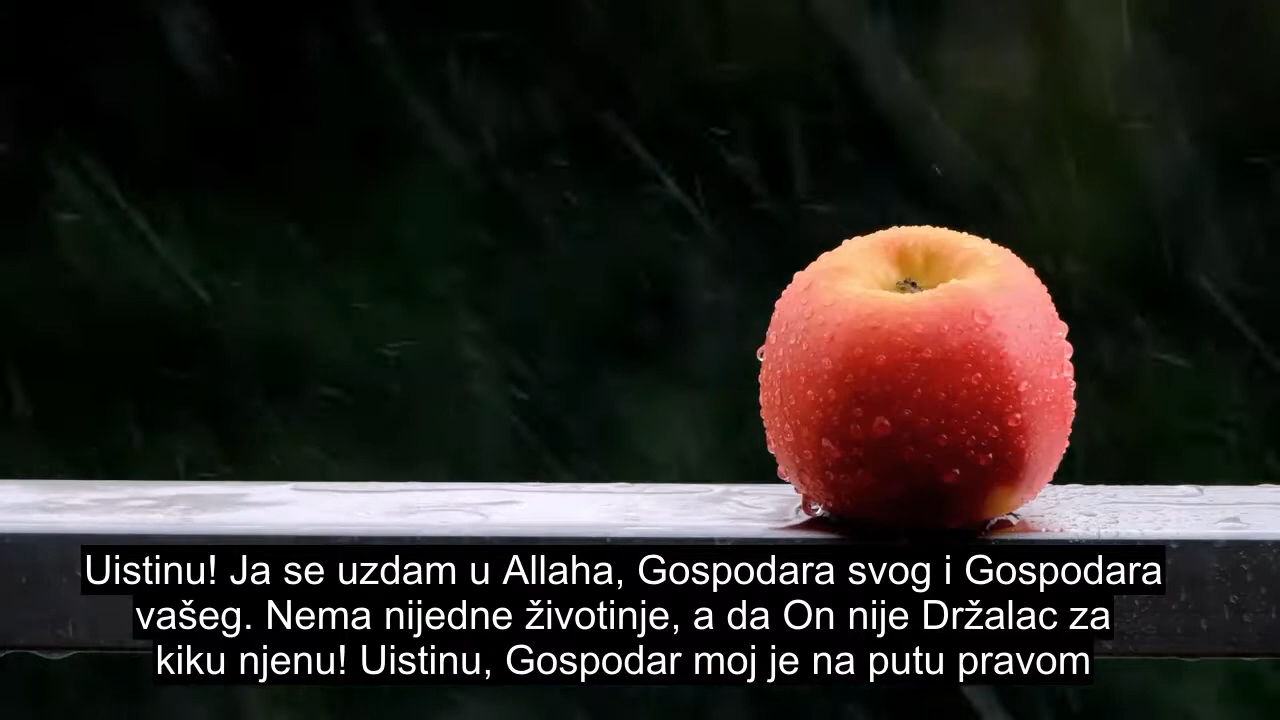 Uistinu! Ja se uzdam u Allaha, Gospodara svog i Gospodara
vašeg. Nema nijedne životinje, a da On nije Držalac za
kiku njenu! Uistinu, Gospodar moj je na putu pravom